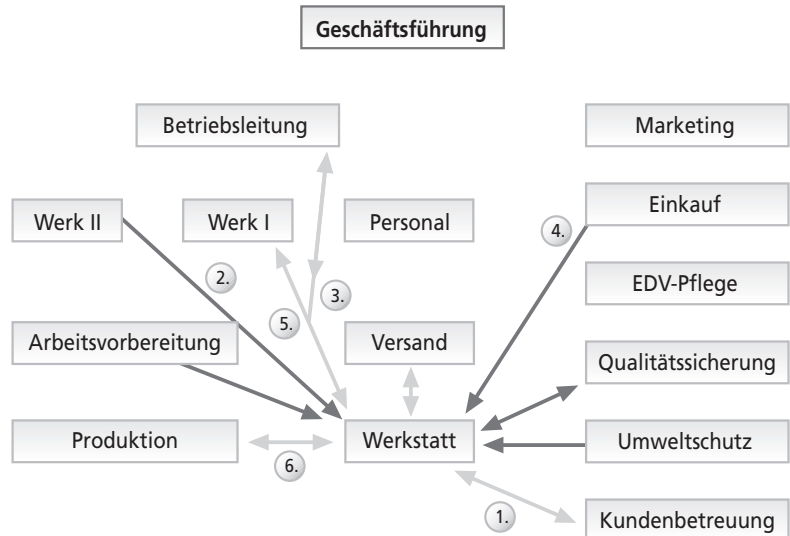 Geschäftsführung
Betriebsleitung
Marketing
Werk II
Werk I
Personal
Einkauf
4.
2.
3.
5.
EDV-Pflege
Arbeitsvorbereitung
Versand
Qualitätssicherung
Produktion
6.
Werkstatt
Umweltschutz
1.
Kundenbetreuung